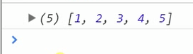 ▶ (5) [1, 2, 3, 4, 5]
>